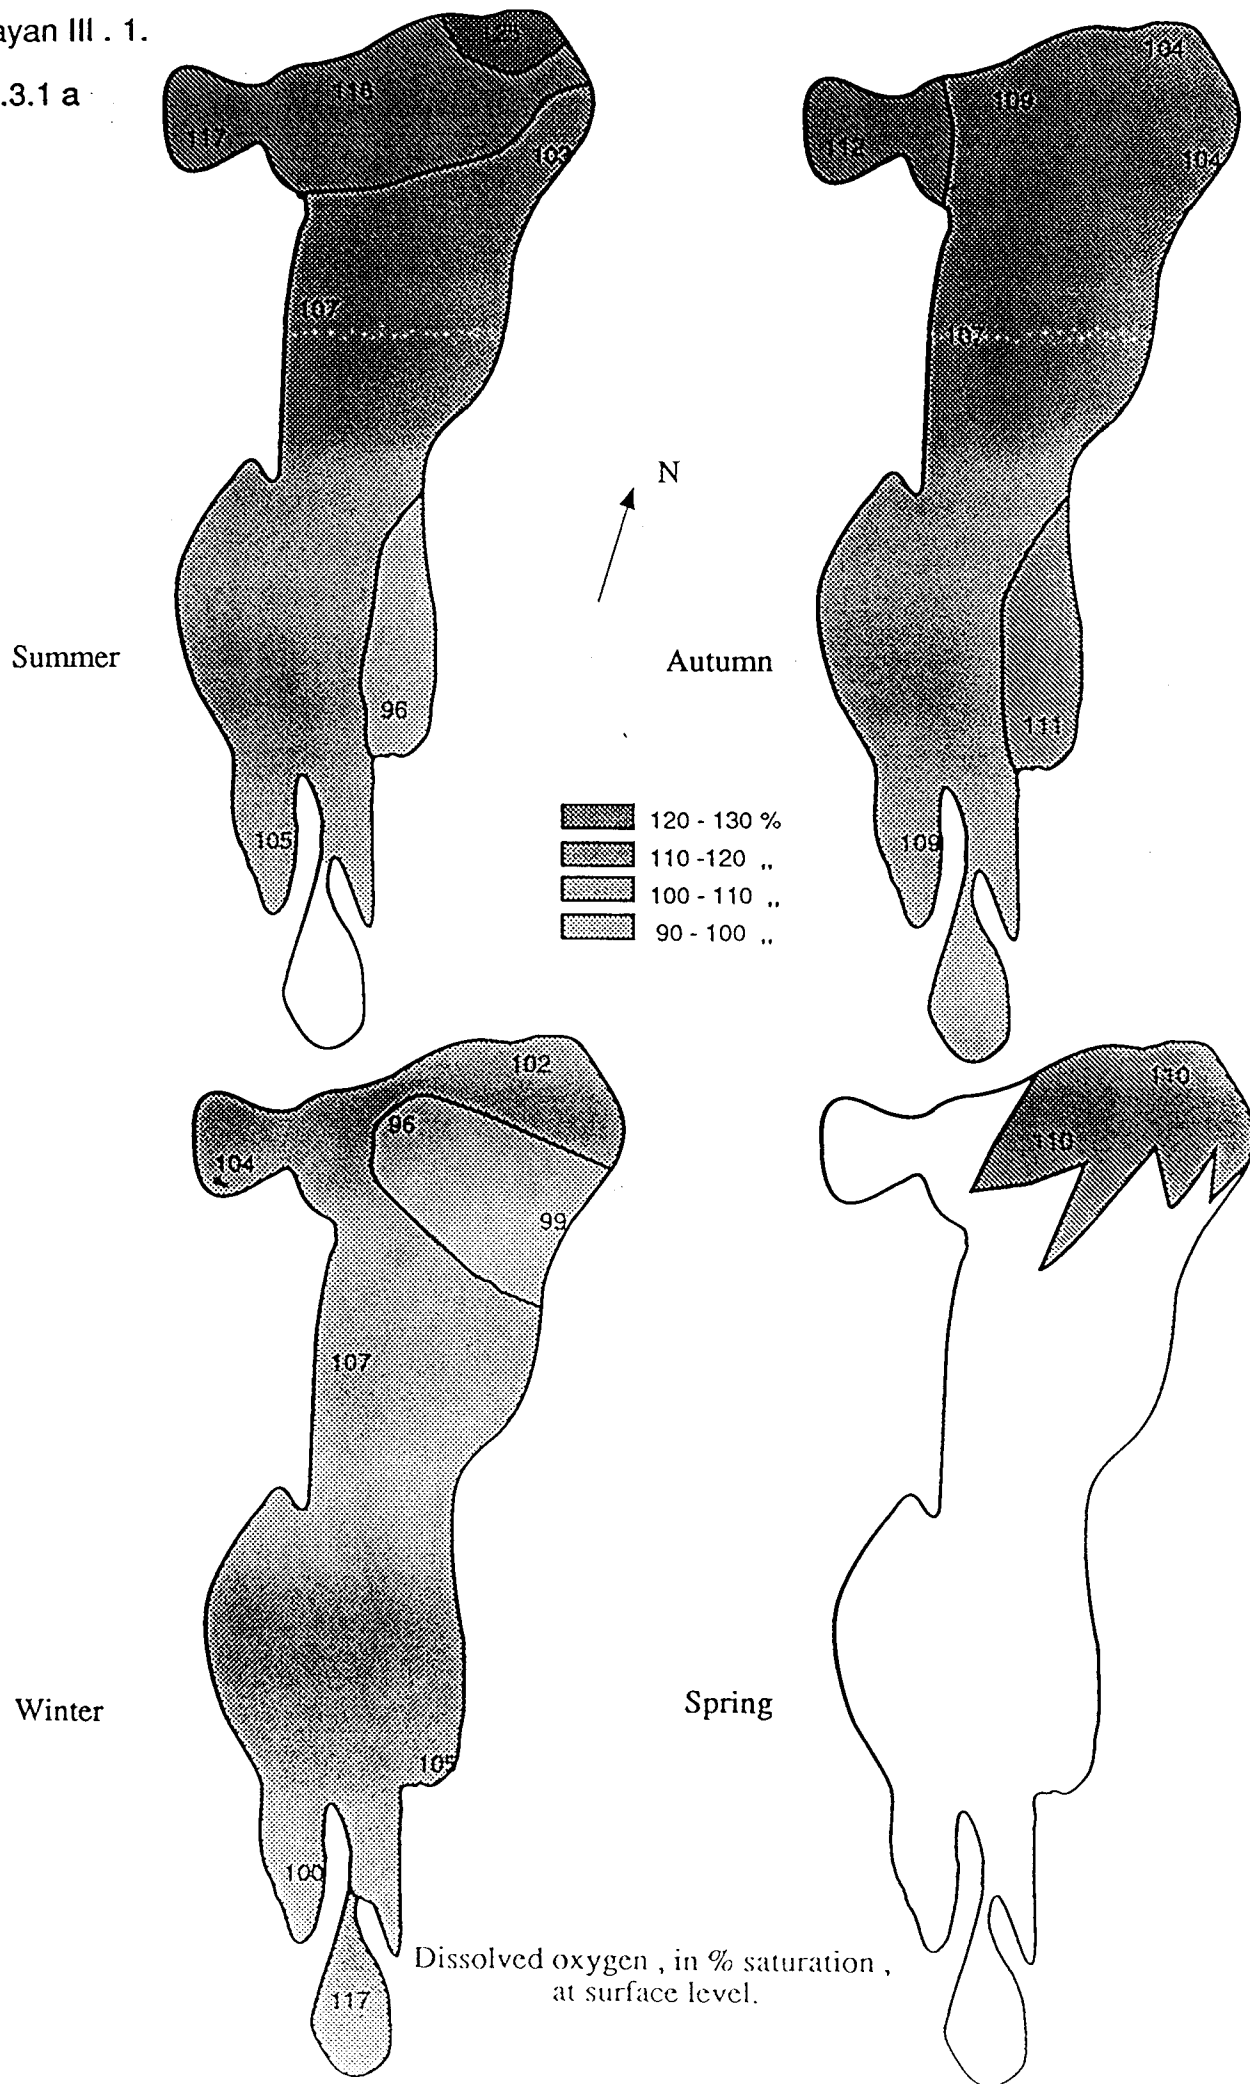 ayan III . 1.
.3.1 a
117
116
125
103
107
96
105
Summer
112
109
104
104
107
111
109
Autumn
N
120 - 130 %
110 -120 ,,
100 - 110 ,,
90 - 100 ,,
104
96
102
99
107
105
100
117
Winter
110
110
Spring
Dissolved oxygen , in % saturation ,
at surface level.